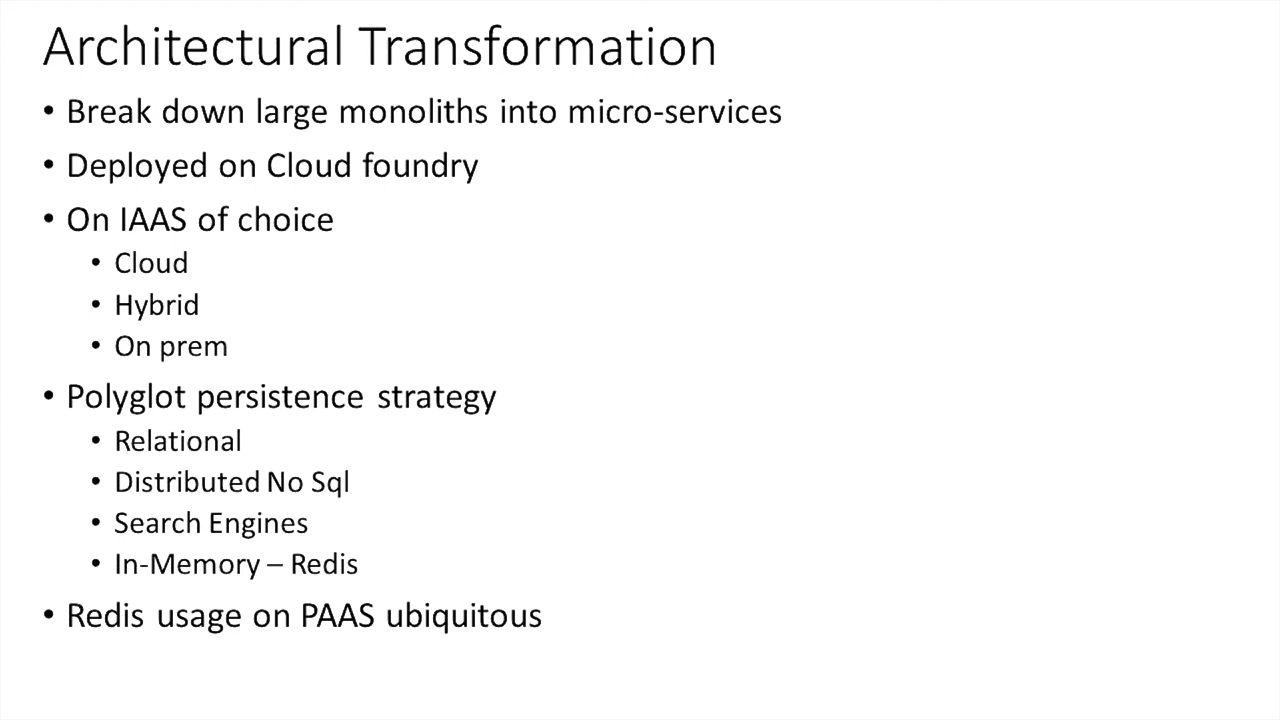 Architectural Transformation
• Break down large monoliths into micro-services
• Deployed on Cloud foundry
• On IAAS of choice
• Cloud
• Hybrid
• On prem
• Polyglot persistence strategy
• Relational
• Distributed No Sql
• Search Engines
• In-Memory – Redis
• Redis usage on PAAS ubiquitous